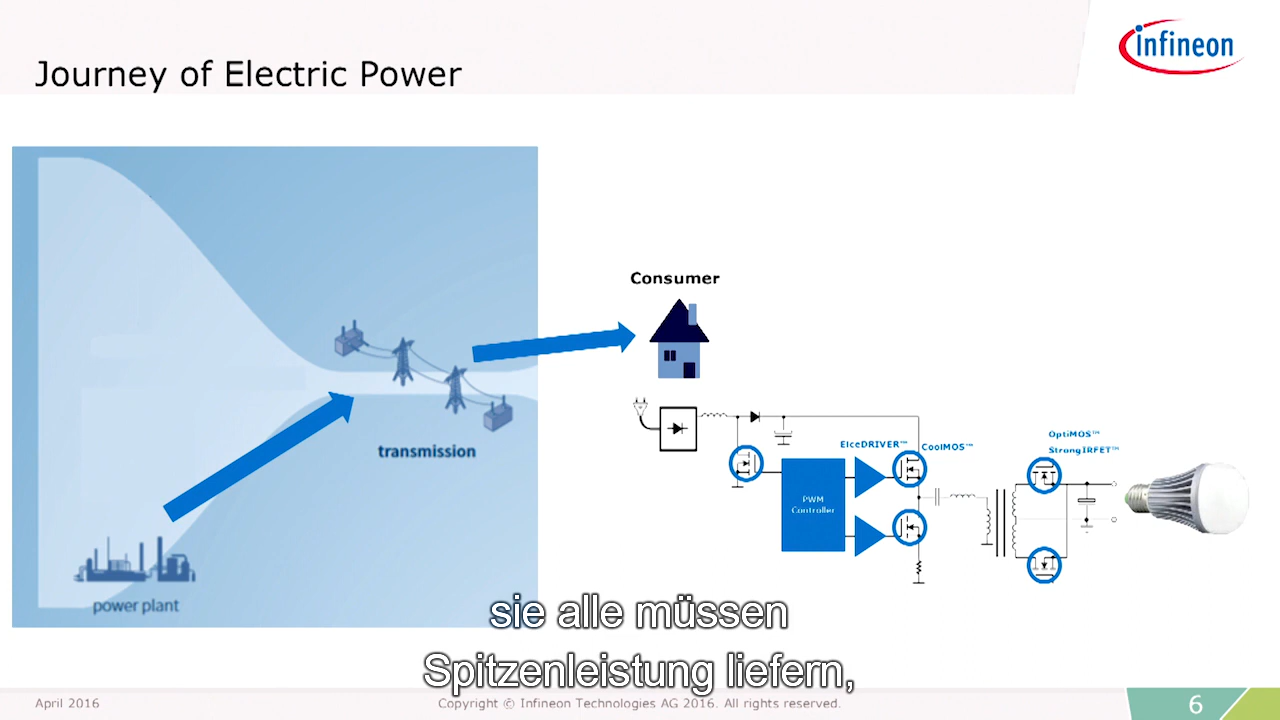 infineon
Journey of Electric Power
Consumer
transmission
power plant
EiceDRIVER™
CoolMOS™
OptiMOS™
StrongIRFET™
PWM
Controller
sie alle müssen
Spitzenleistung liefern,
April 2016
Copyright © Infineon Technologies AG 2016. All rights reserved.
6